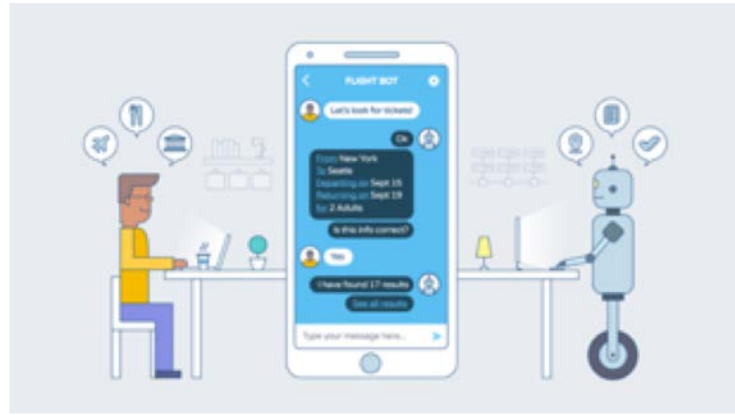 FLIGHT BOT
Let's look for tickets!
Ok
From New York
To Seattle
Departing on Sept 15
Returning on Sept 19
for 2 Adults
Is this info correct?
Yes
I have found 17 results
See all results
Type your message here...